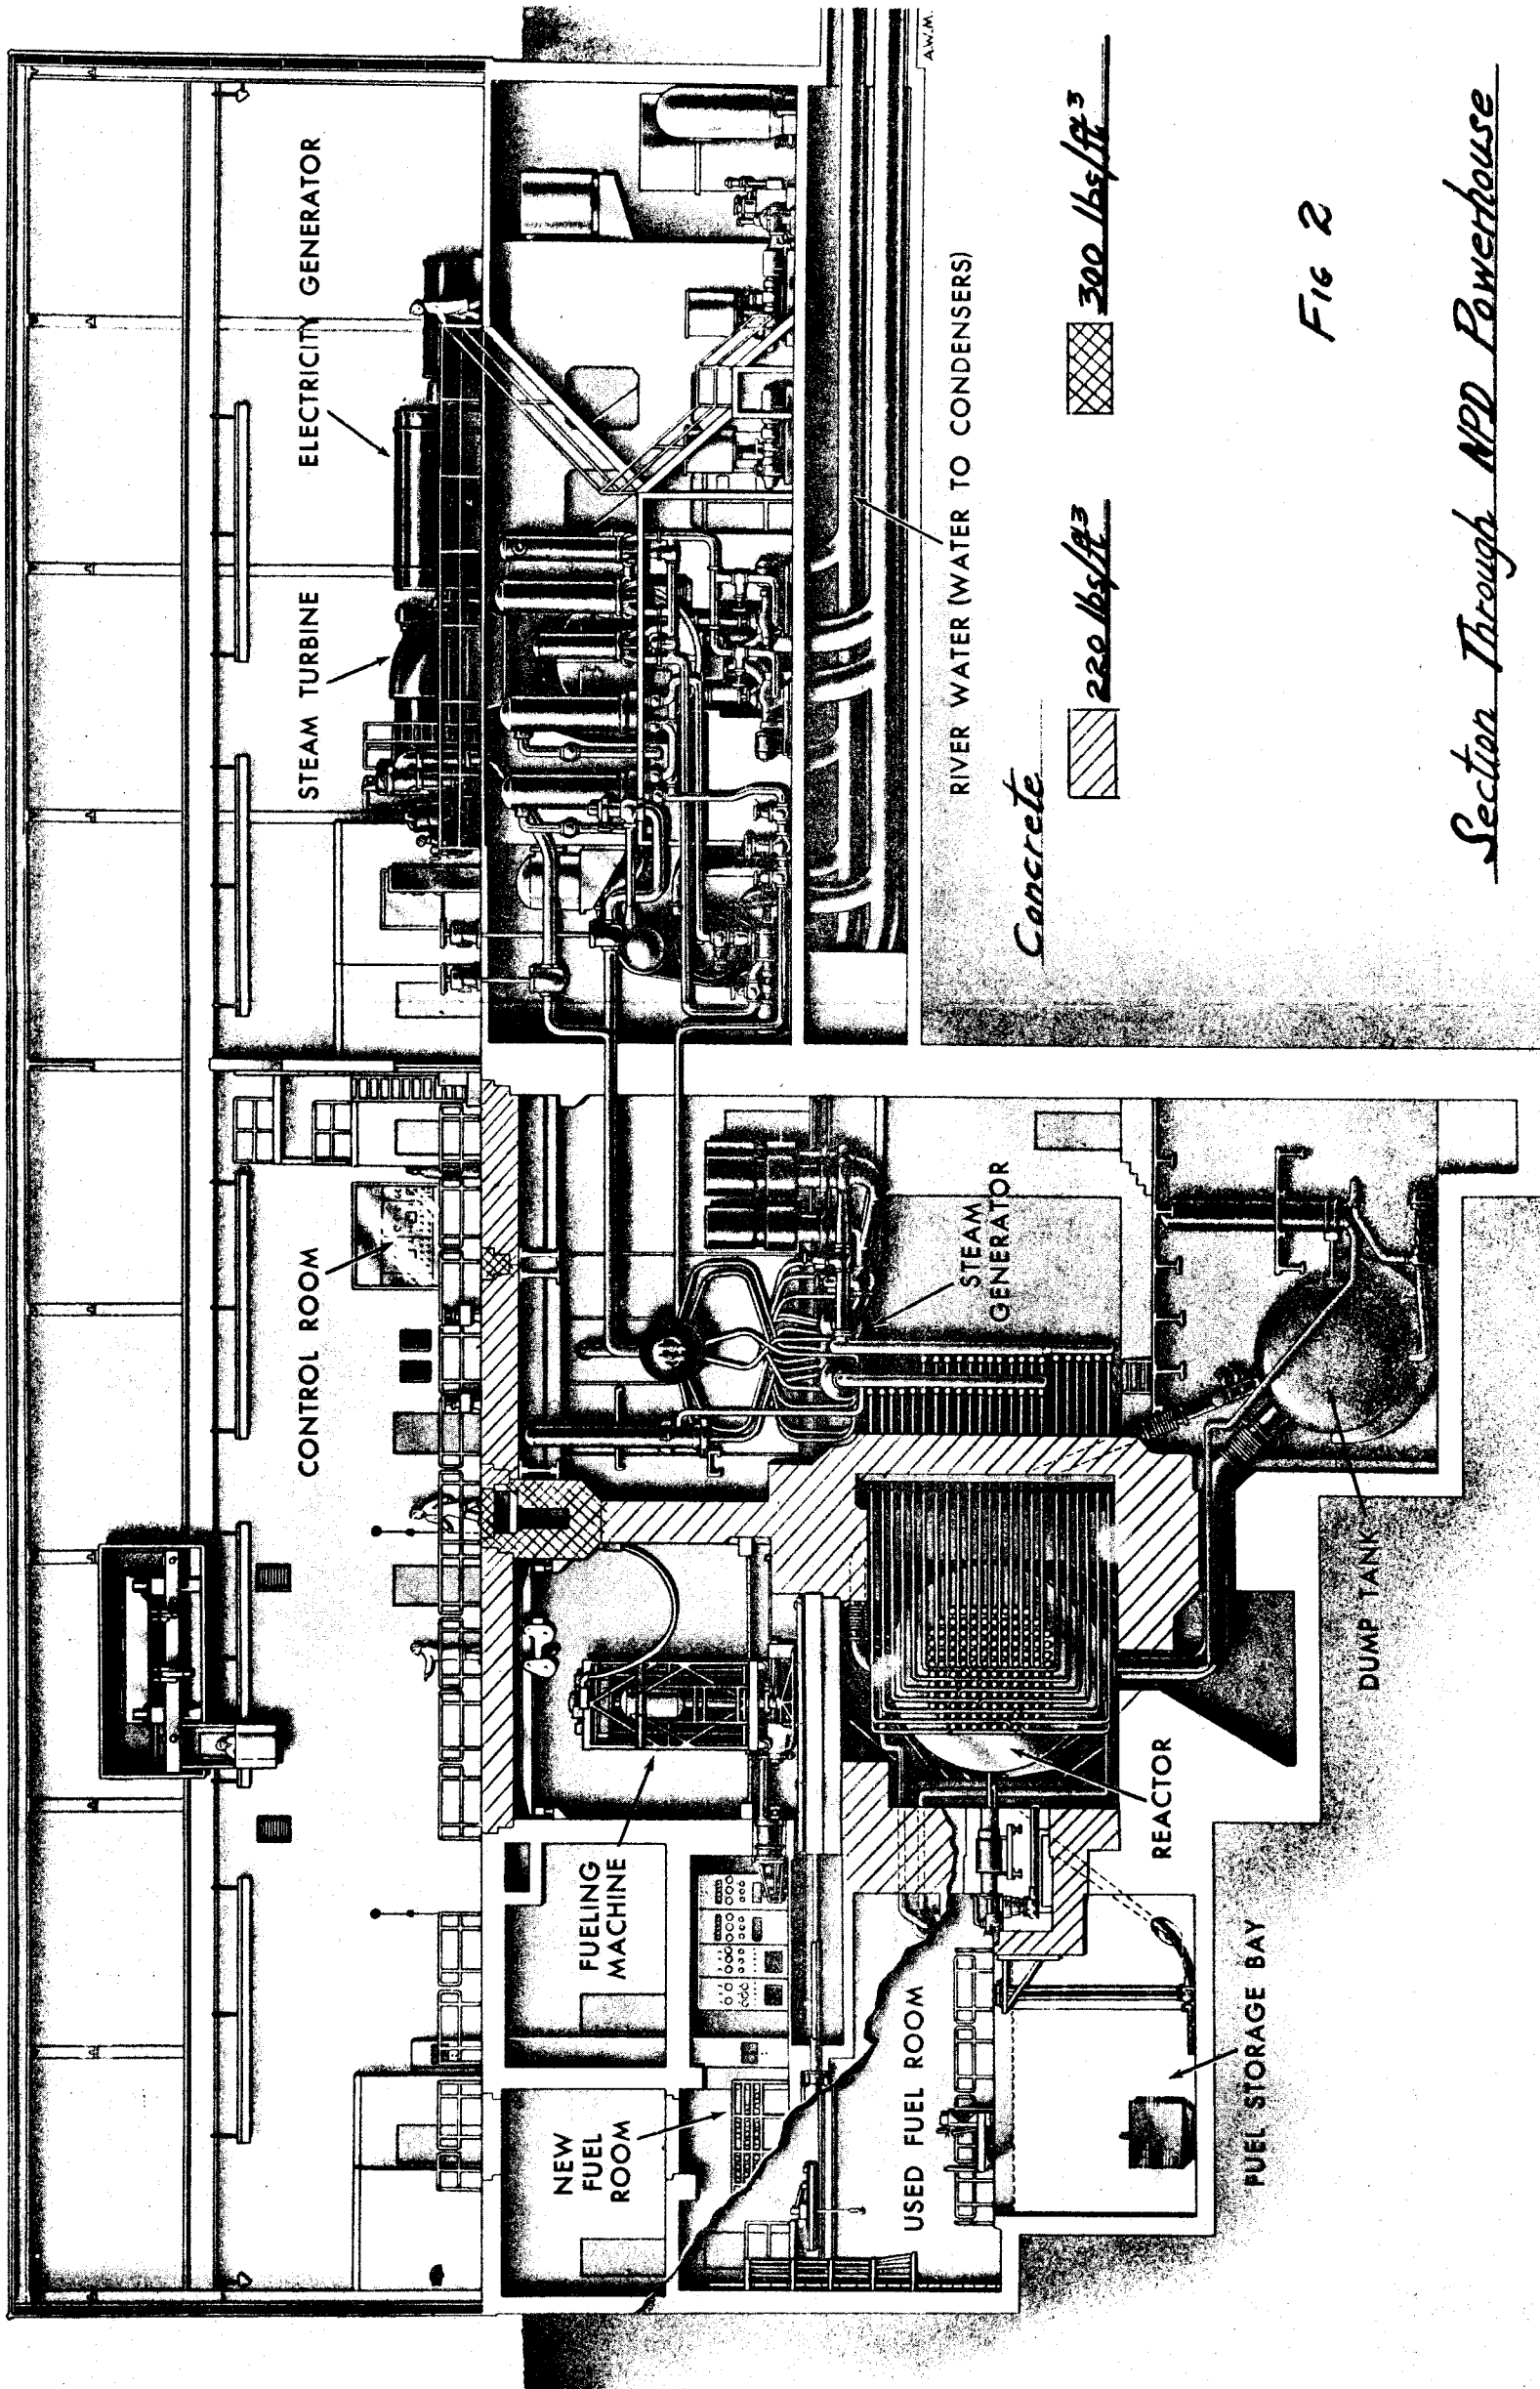 ELECTRICITY GENERATOR
STEAM TURBINE
CONTROL ROOM
FUELING
MACHINE
NEW
FUEL
ROOM
STEAM
GENERATOR
USED FUEL ROOM
REACTOR
DUMP TANK
FUEL STORAGE BAY
RIVER WATER (WATER TO CONDENSERS)
A.W.M.
Concrete
220 lbs/ft3
300 lbs/ft3
FIG 2
Section Through NPD Powerhouse